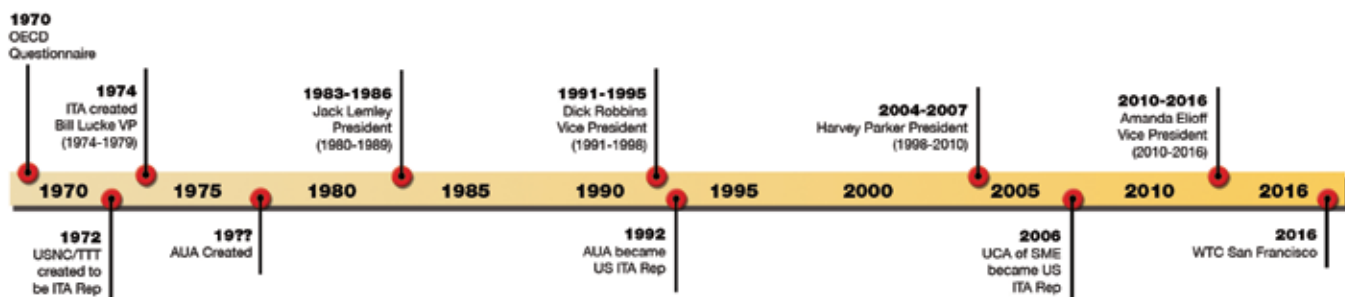 1970
OECD
Questionnaire
1974
ITA created
Bill Lucke VP
(1974-1979)
1983-1986
Jack Lemley
President
(1980-1989)
1991-1995
Dick Robbins
Vice President
(1991-1998)
2004-2007
Harvey Parker President
(1998-2010)
2010-2016
Amanda Elioff
Vice President
(2010-2016)
1970 1975 1980 1985 1990 1995 2000 2005 2010 2016
1972
USNC/TTT
created to
be ITA Rep
19??
AUA Created
1992
AUA became
US ITA Rep
2006
UCA of SME
became US
ITA Rep
2016
WTC San Francisco